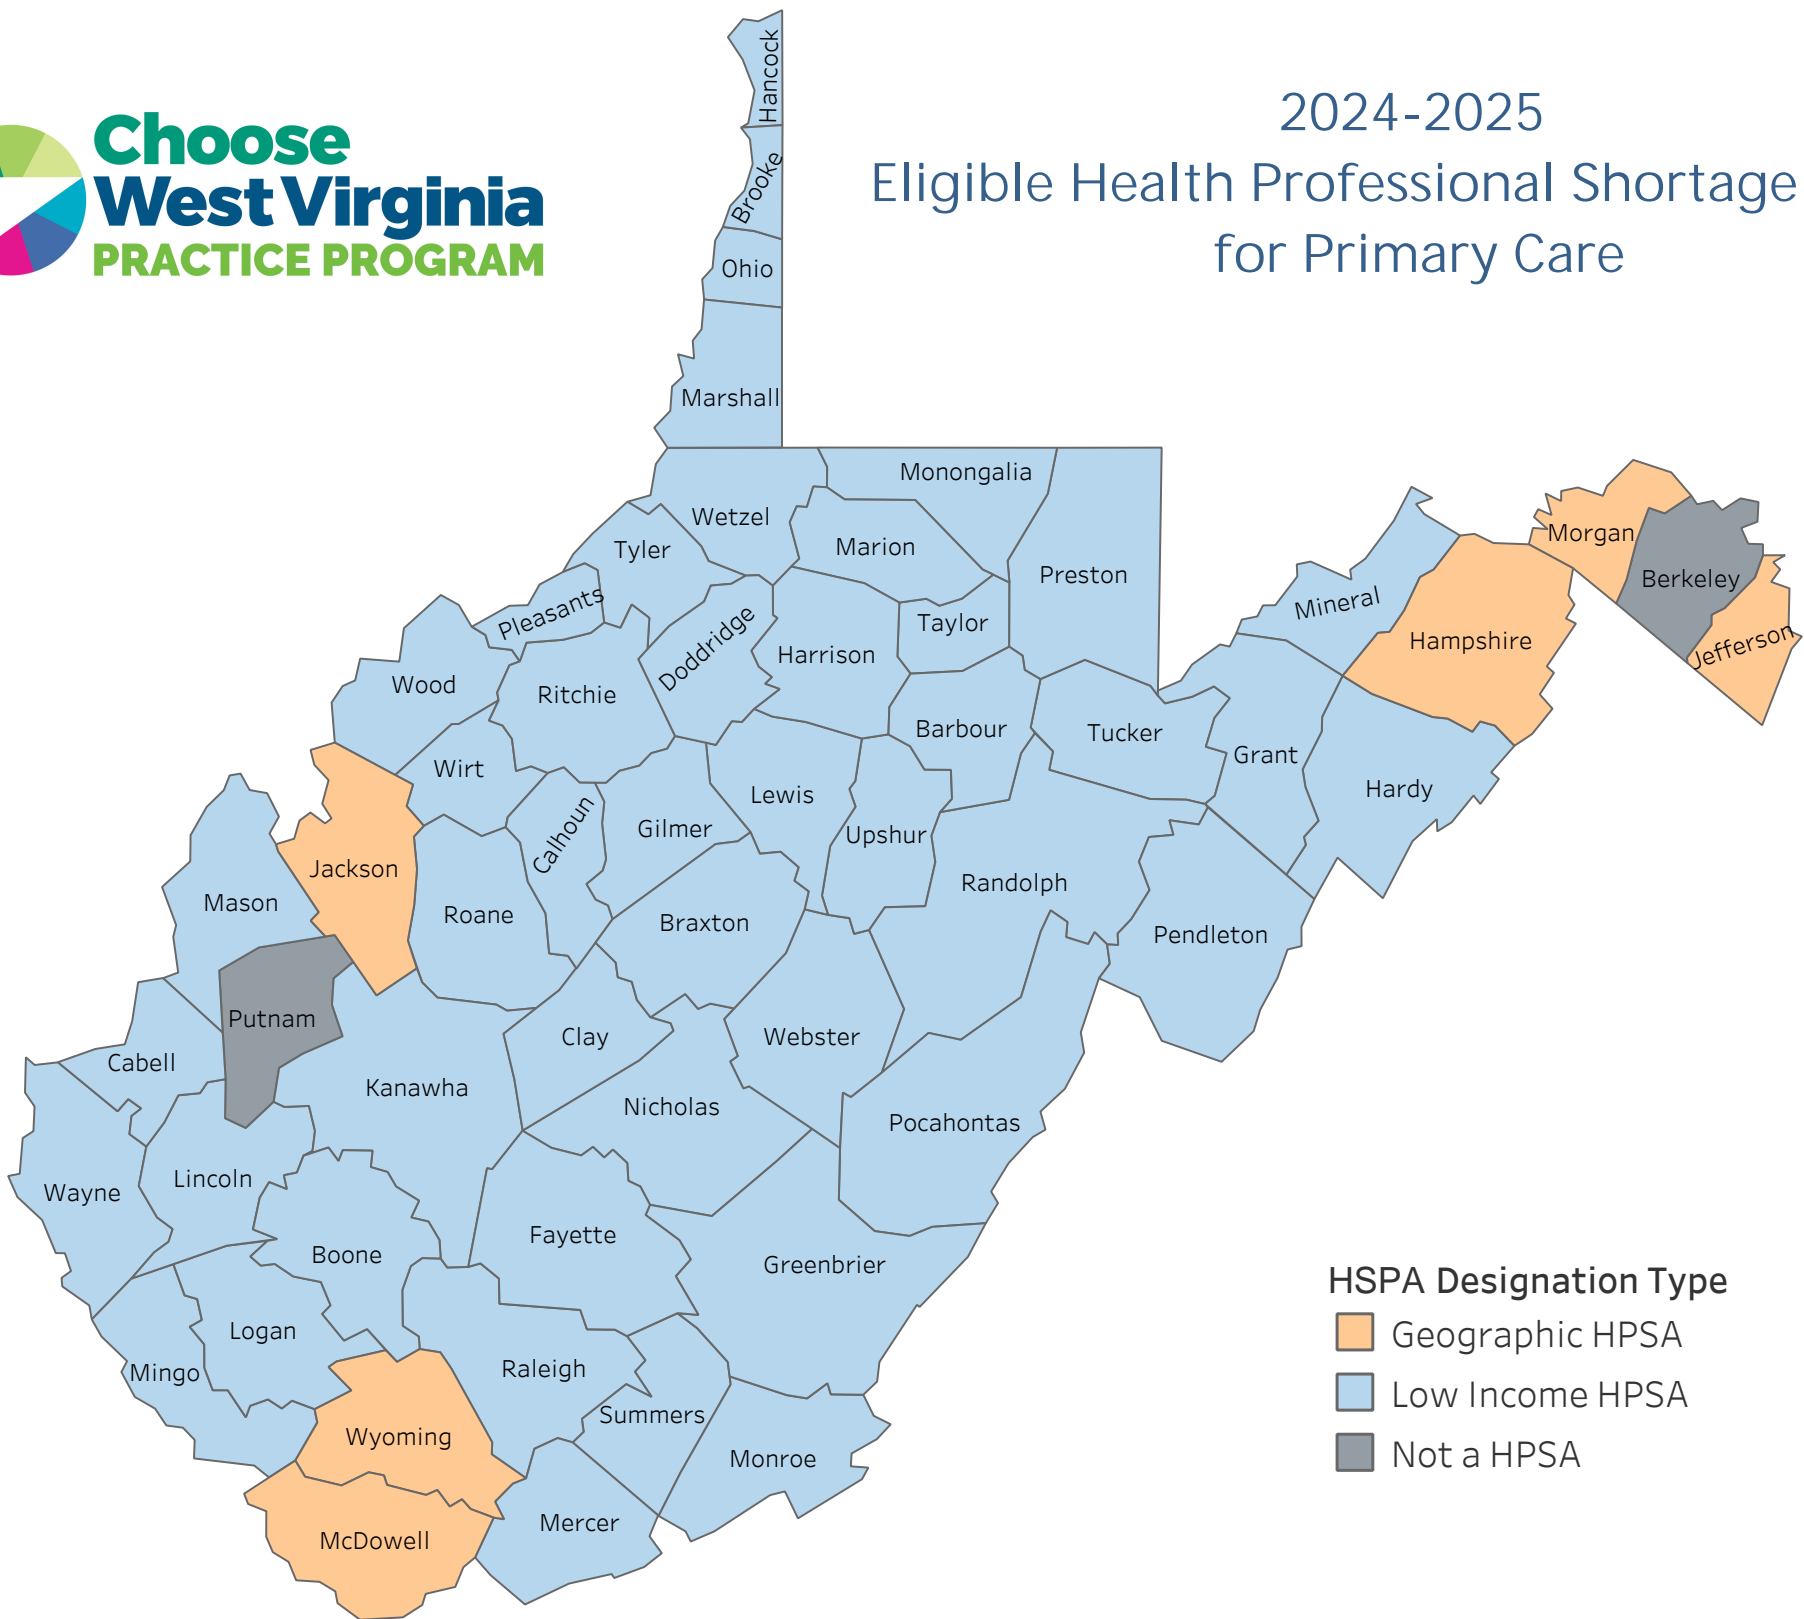 Choose
West Virginia
PRACTICE PROGRAM
2024-2025
Eligible Health Professional Shortage
for Primary Care
Hancock
Brooke
Ohio
Marshall
Wetzel
Monongalia
Marion
Preston
Tyler
Pleasants
Doddridge
Harrison
Taylor
Mineral
Hampshire
Morgan
Berkeley
Jefferson
Wood
Ritchie
Barbour
Tucker
Grant
Hardy
Wirt
Calhoun
Gilmer
Lewis
Upshur
Randolph
Pendleton
Jackson
Mason
Roane
Braxton
Putnam
Cabell
Kanawha
Clay
Webster
Nicholas
Pocahontas
Wayne
Lincoln
Boone
Fayette
Greenbrier
Logan
Mingo
Raleigh
Summers
Monroe
Wyoming
McDowell
Mercer
HSPA Designation Type
Geographic HPSA
Low Income HPSA
Not a HPSA